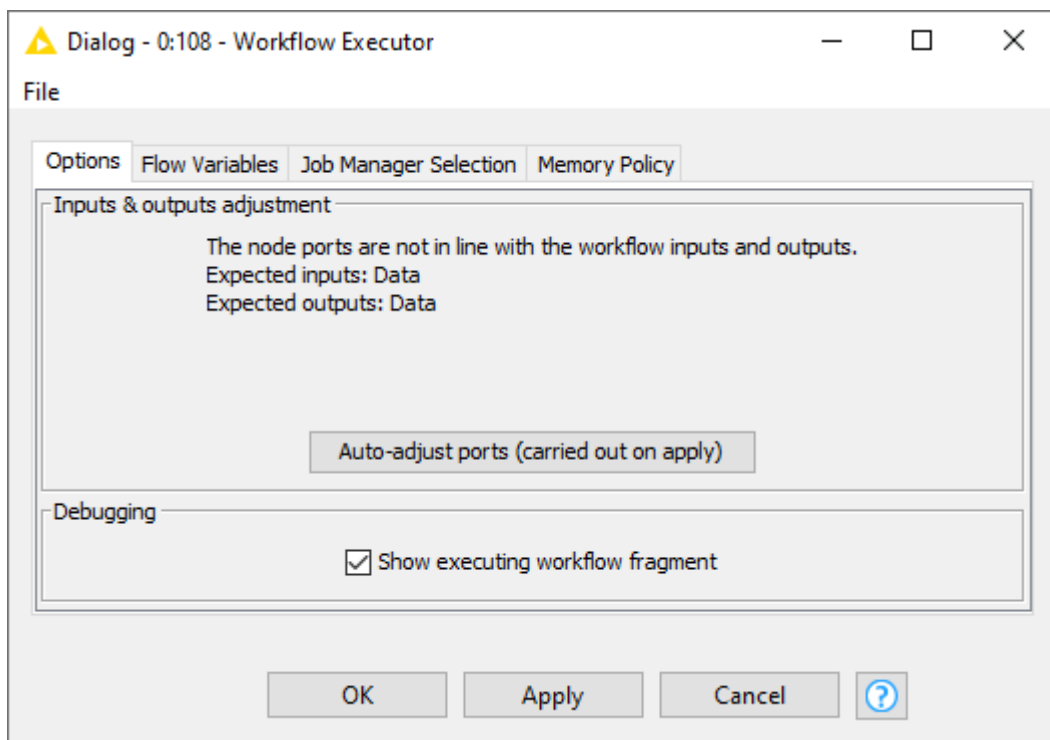 Dialog - 0:108 - Workflow Executor
File
Options Flow Variables Job Manager Selection Memory Policy
Inputs & outputs adjustment
The node ports are not in line with the workflow inputs and outputs.
Expected inputs: Data
Expected outputs: Data
Auto-adjust ports (carried out on apply)
Debugging
Show executing workflow fragment
OK Apply Cancel ?